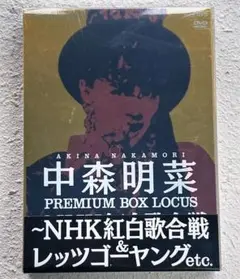 AKINA NAKAMORI
中森明菜
PREMIUM BOX LOCUS
~NHK紅白歌合戦
&
レッツゴーヤングetc.